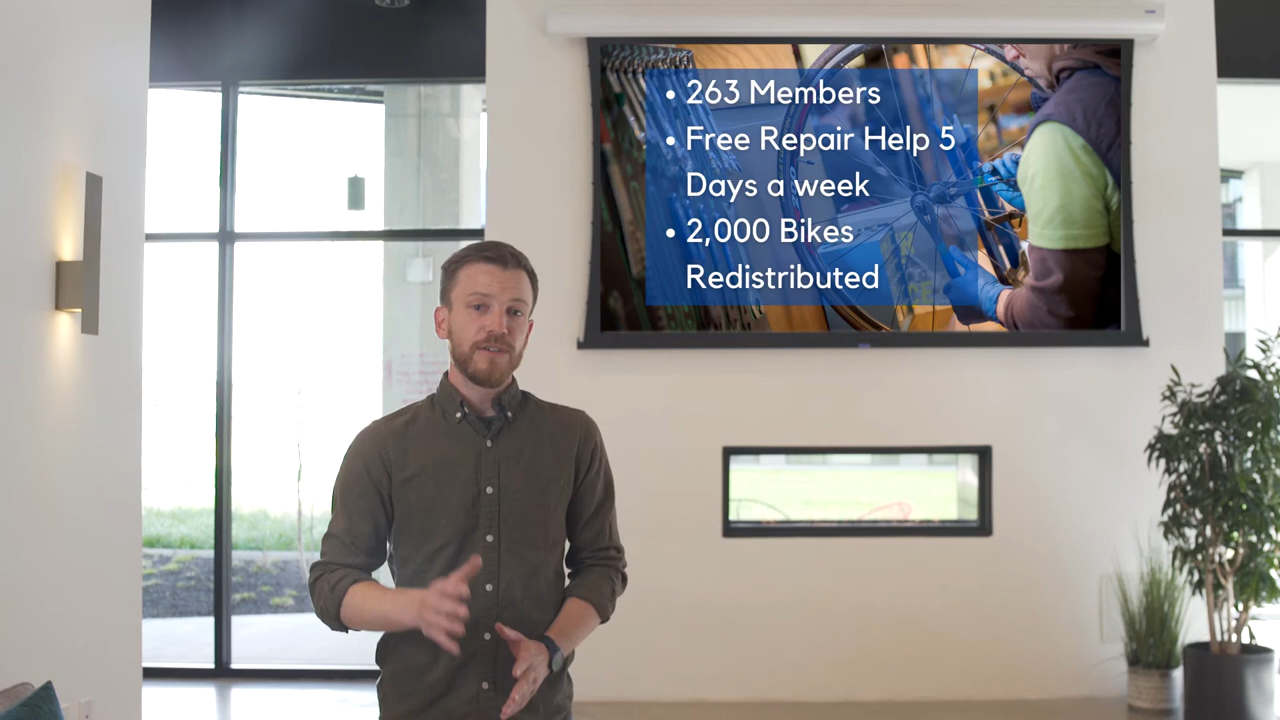 • 263 Members
• Free Repair Help 5
Days a week
• 2,000 Bikes
Redistributed